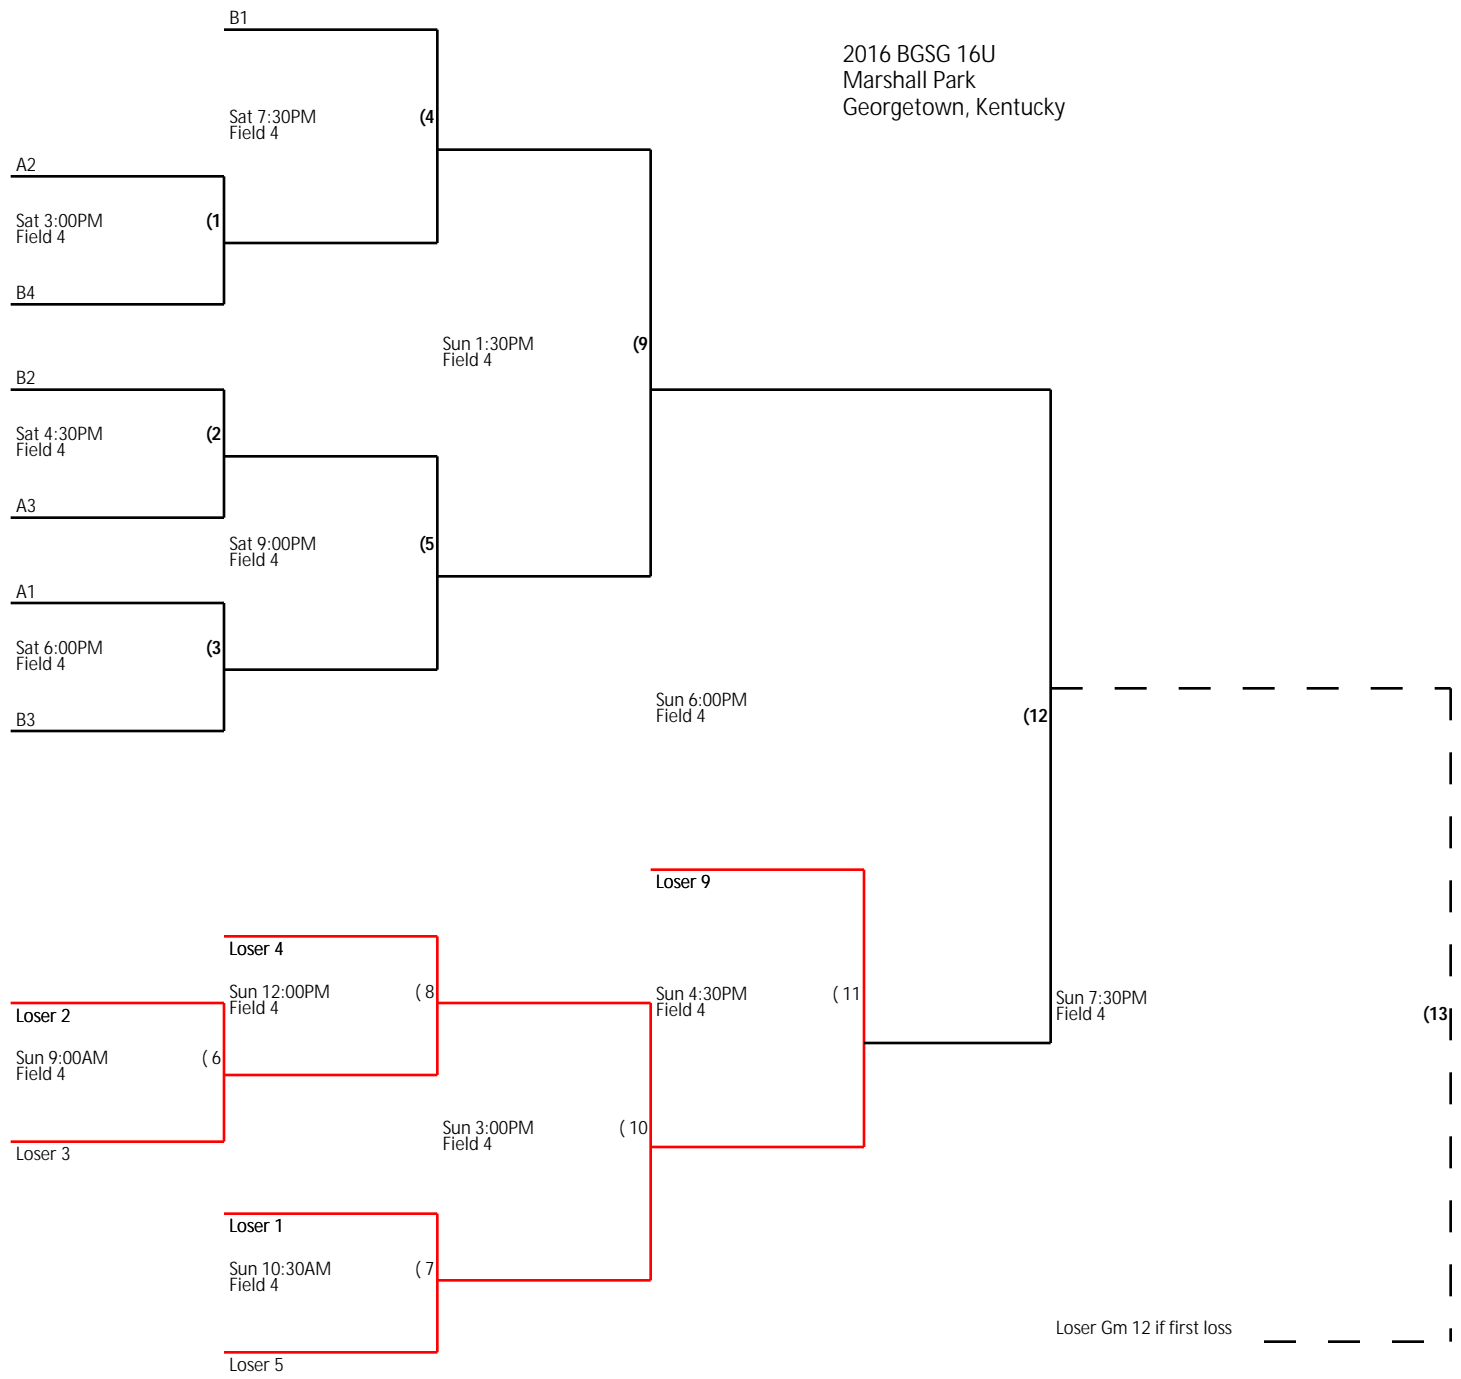 B1
2016 BGSG 16U
Marshall Park
Georgetown, Kentucky
Sat 7:30PM
Field 4
(4
A2
Sat 3:00PM
Field 4
(1
B4
Sun 1:30PM
Field 4
(9
B2
Sat 4:30PM
Field 4
(2
A3
Sat 9:00PM
Field 4
(5
A1
Sat 6:00PM
Field 4
(3
B3
Sun 6:00PM
Field 4
(12
Loser 9
Loser 4
Sun 12:00PM
Field 4
( 8
Sun 4:30PM
Field 4
( 11
Sun 7:30PM
Field 4
(13
Loser 2
Sun 9:00AM
Field 4
( 6
Sun 3:00PM
Field 4
( 10
Loser 3
Loser 1
Sun 10:30AM
Field 4
( 7
Loser Gm 12 if first loss
Loser 5